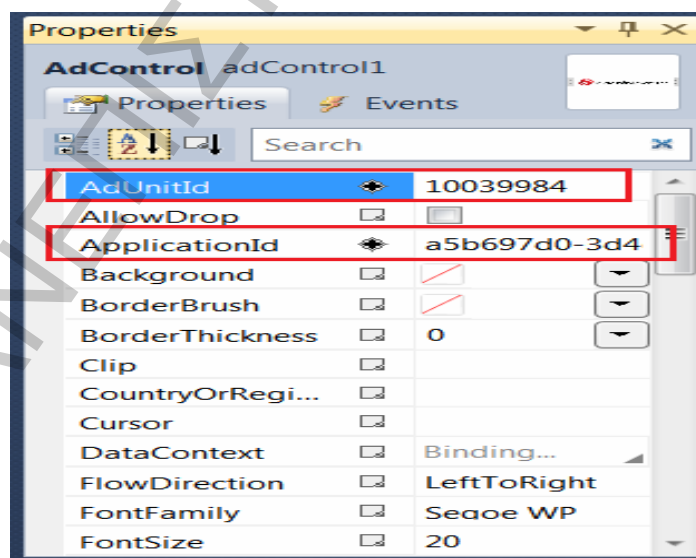 Properties
AdControl adControl1
Properties Events
Search
AdUnitId 10039984
AllowDrop
ApplicationId a5b697d0-3d4
Background
BorderBrush
BorderThickness 0
Clip
CountryOrRegi...
Cursor
DataContext Binding...
FlowDirection LeftToRight
FontFamily Segoe WP
FontSize 20